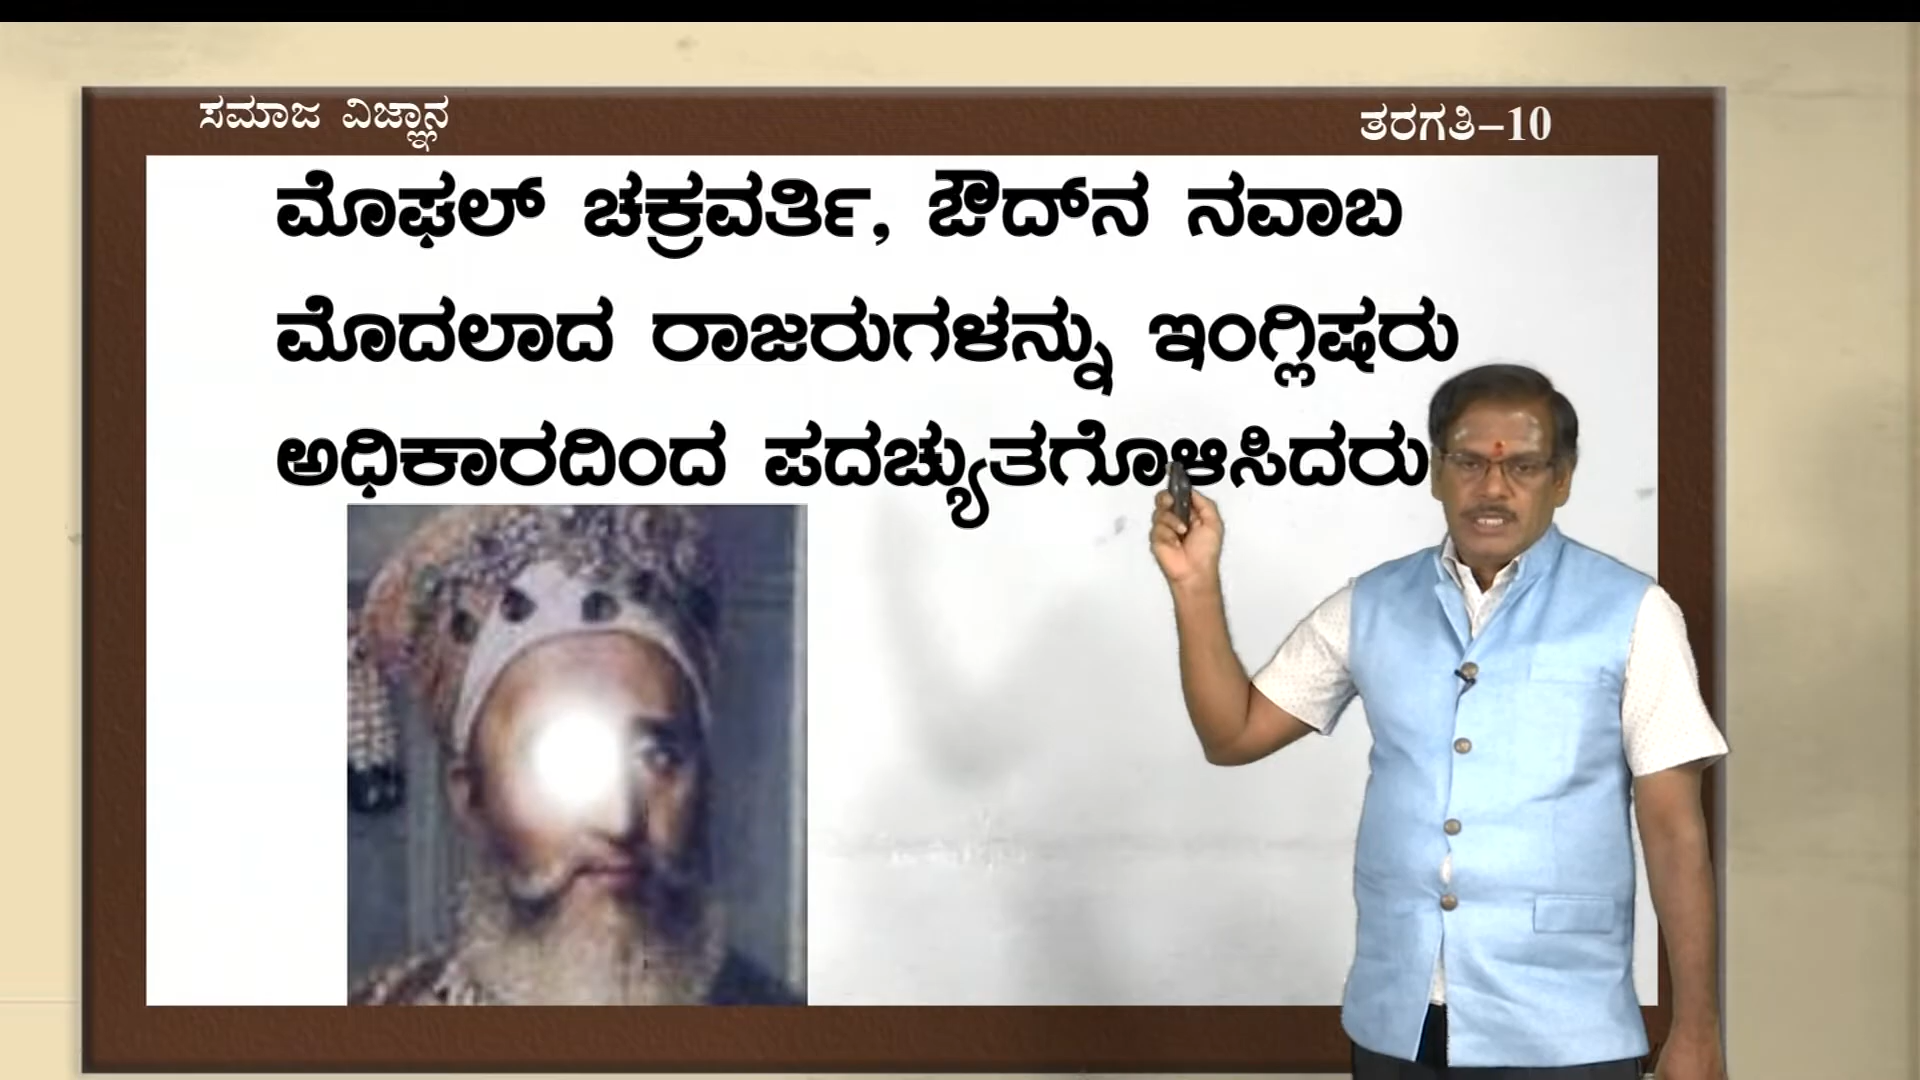 ಸಮಾಜ ವಿಜ್ಞಾನ
ತರಗತಿ-10
ಮೊಘಲ್ ಚಕ್ರವರ್ತಿ, ಔದ್‌ನ ನವಾಬ
ಮೊದಲಾದ ರಾಜರುಗಳನ್ನು ಇಂಗ್ಲಿಷರು
ಅಧಿಕಾರದಿಂದ ಪದಚ್ಯುತಗೊಳಿಸಿದರು